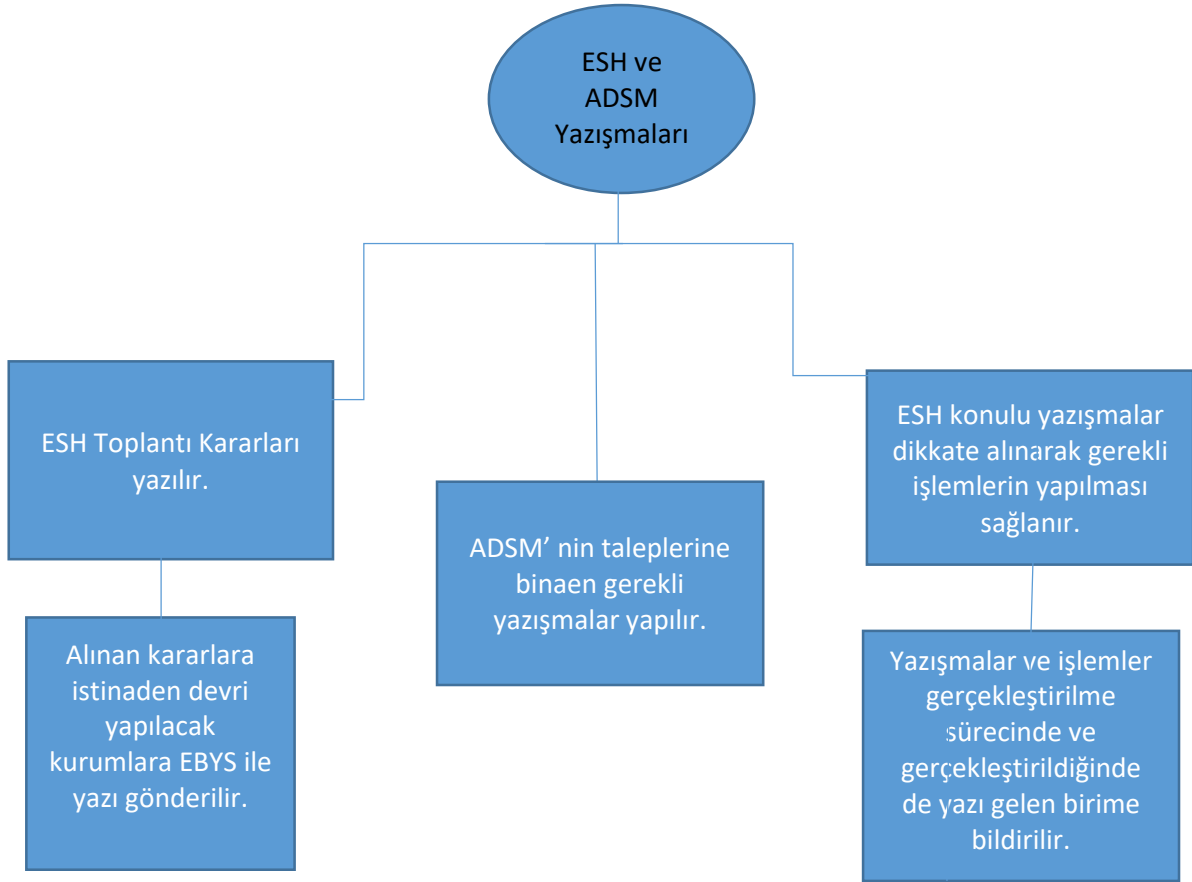 ESH ve
ADSM
Yazışmaları
ESH Toplantı Kararları
yazılır.
Alınan kararlara
istinaden devri
yapılacak
kurumlara EBYS ile
yazı gönderilir.
ADSM’ nin taleplerine
binaen gerekli
yazışmalar yapılır.
ESH konulu yazışmalar
dikkate alınarak gerekli
işlemlerin yapılması
sağlanır.
Yazışmalar ve işlemler
gerçekleştirilme
sürecinde ve
gerçekleştirildiğinde
de yazı gelen birime
bildirilir.